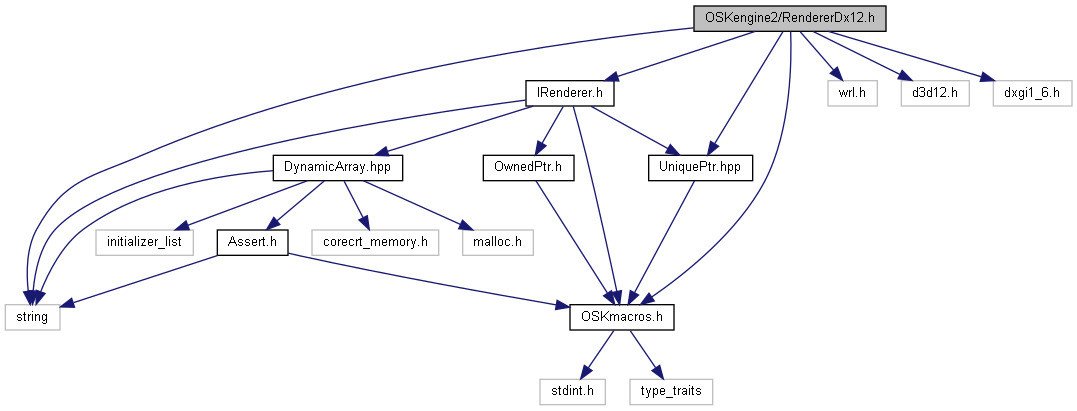 OSKengine2/RendererDx12.h
IRenderer.h
wrl.h
d3d12.h
dxgi1_6.h
DynamicArray.hpp
OwnedPtr.h
UniquePtr.hpp
initializer_list
Assert.h
corecrt_memory.h
malloc.h
string
OSKmacros.h
stdint.h
type_traits